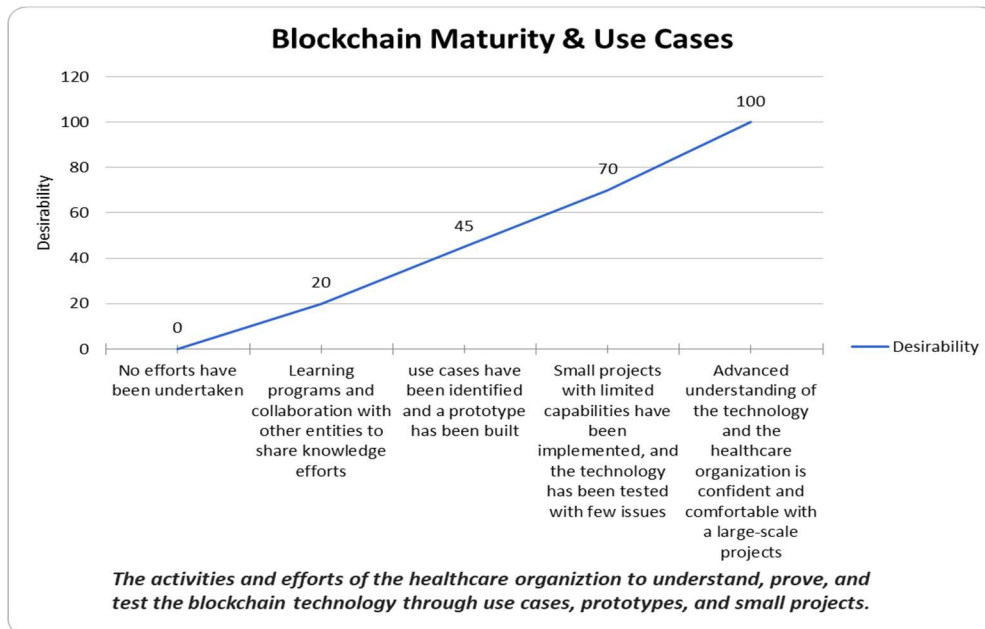 Blockchain Maturity & Use Cases
120
100
80
60
40
20
0
Desirability
0
20
45
70
100
Desirability
No efforts have
been undertaken
Learning
programs and
collaboration with
other entities to
share knowledge
efforts
use cases have
been identified
and a prototype
has been built
Small projects
with limited
capabilities have
been
implemented, and
the technology
has been tested
with few issues
Advanced
understanding of
the technology
and the
healthcare
organization is
confident and
comfortable with
a large-scale
projects
The activities and efforts of the healthcare organiztion to understand, prove, and
test the blockchain technology through use cases, prototypes, and small projects.